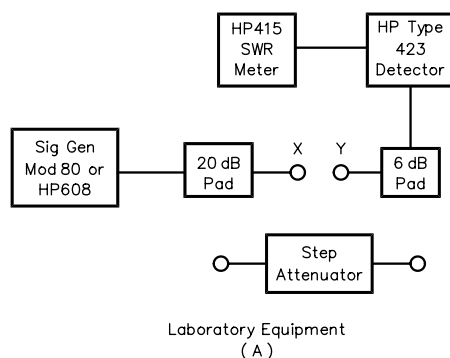 HP415
SWR
Meter
HP Type
423
Detector
Sig Gen
Mod 80 or
HP608
20 dB
Pad
X
Y
6 dB
Pad
Step
Attenuator
Laboratory Equipment
(A)